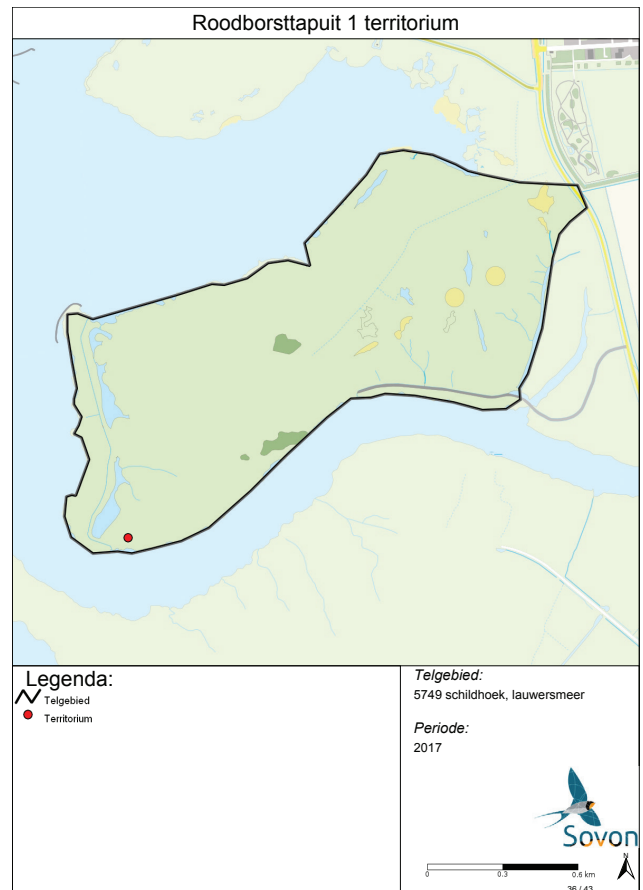 Roodborsttapuit 1 territorium
Legenda:
Telgebied
Territorium
Telgebied:
5749 schildhoek, lauwersmeer
Periode:
2017
Sovon
N
0 0.3 0.6 km
36 / 43